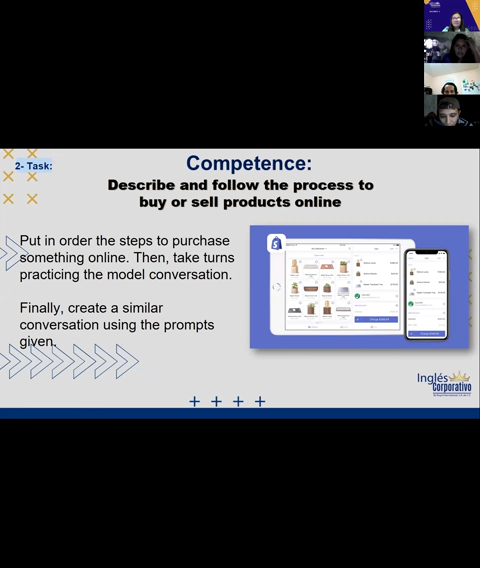 2- Task:
Competence:
Describe and follow the process to
buy or sell products online
Put in order the steps to purchase
something online. Then, take turns
practicing the model conversation.
Finally, create a similar
conversation using the prompts
given.
Inglés
Corporativo